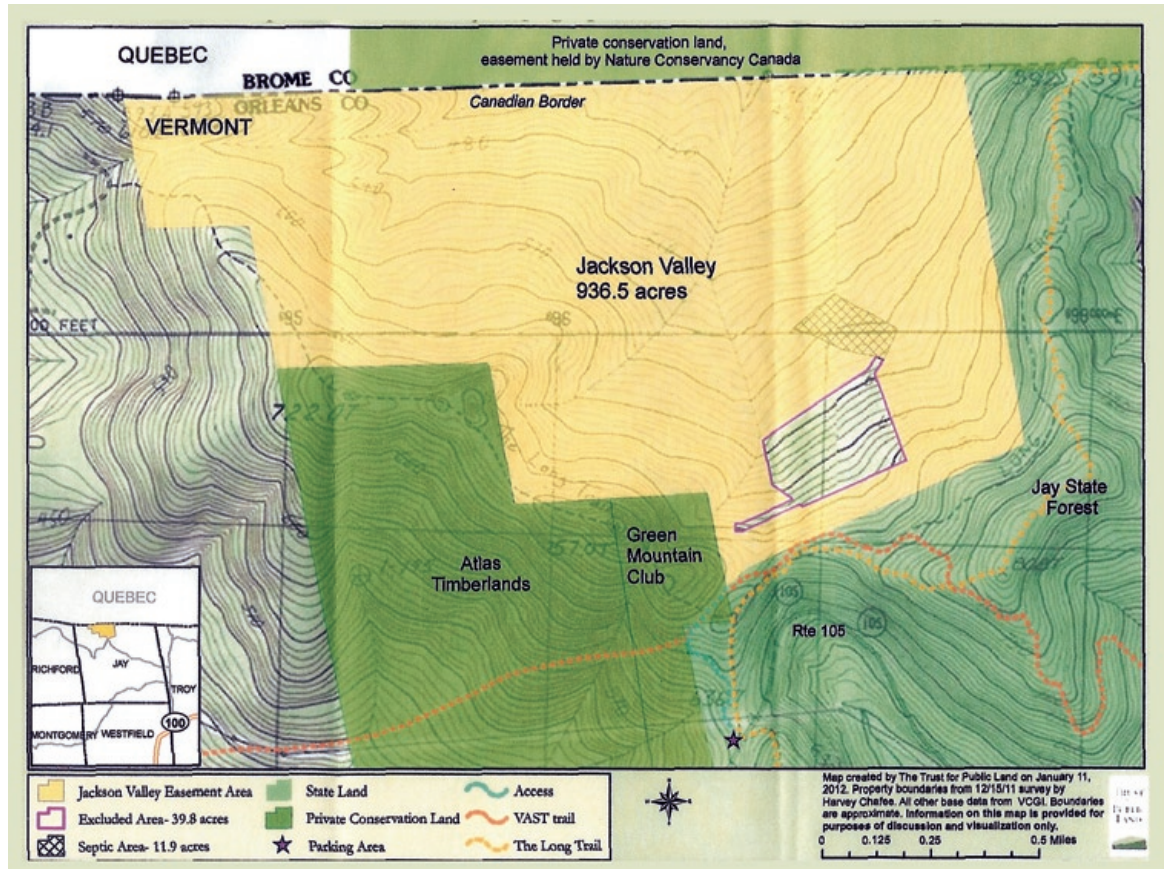 QUEBEC
Private conservation land,
easement held by Nature Conservancy Canada
BROME CO
ORLEANS CO
Canadian Border
VERMONT
Jackson Valley
936.5 acres
OO FEET
Jay State
Forest
Green
Mountain
Club
Atlas
Timberlands
105
105
Rte 105
QUEBEC
RICHFORD
JAY
TROY
MONTGOMERY
WESTFIELD
100
Jackson Valley Easement Area
Excluded Area- 39.8 acres
Septic Area- 11.9 acres
State Land
Private Conservation Land
Parking Area
Access
VAST trail
The Long Trail
Map created by The Trust for Public Land on January 11,
2012. Property boundaries from 12/15/11 survey by
Harvey Chafee. All other base data from VCGI. Boundaries
are approximate. Information on this map is provided for
purposes of discussion and visualization only.
0 0.125 0.25 0.5 Miles